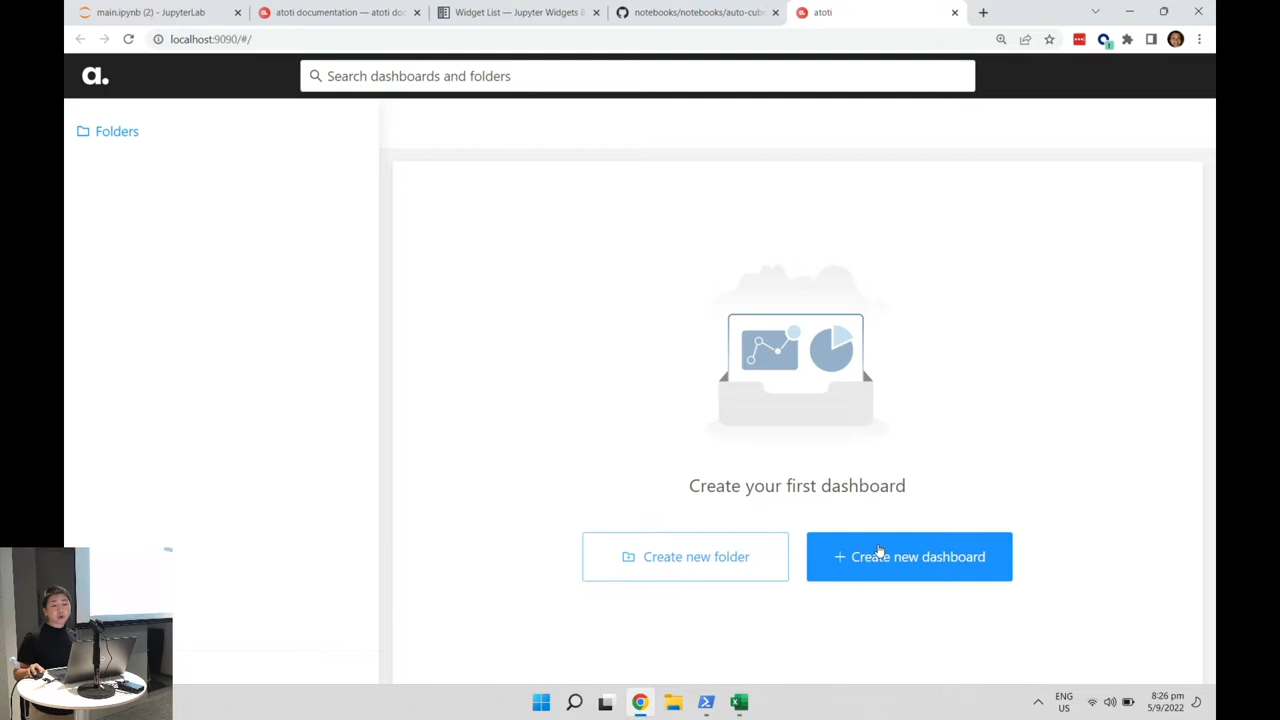 main.ipynb (2) - JupyterLab
atoti documentation — atoti do
Widget List — Jupyter Widgets 8
notebooks/notebooks/auto-cub
atoti
localhost:9090/#/
a.
Search dashboards and folders
Folders
Create your first dashboard
Create new folder
Create new dashboard
ENG
US
8:26 pm
5/9/2022